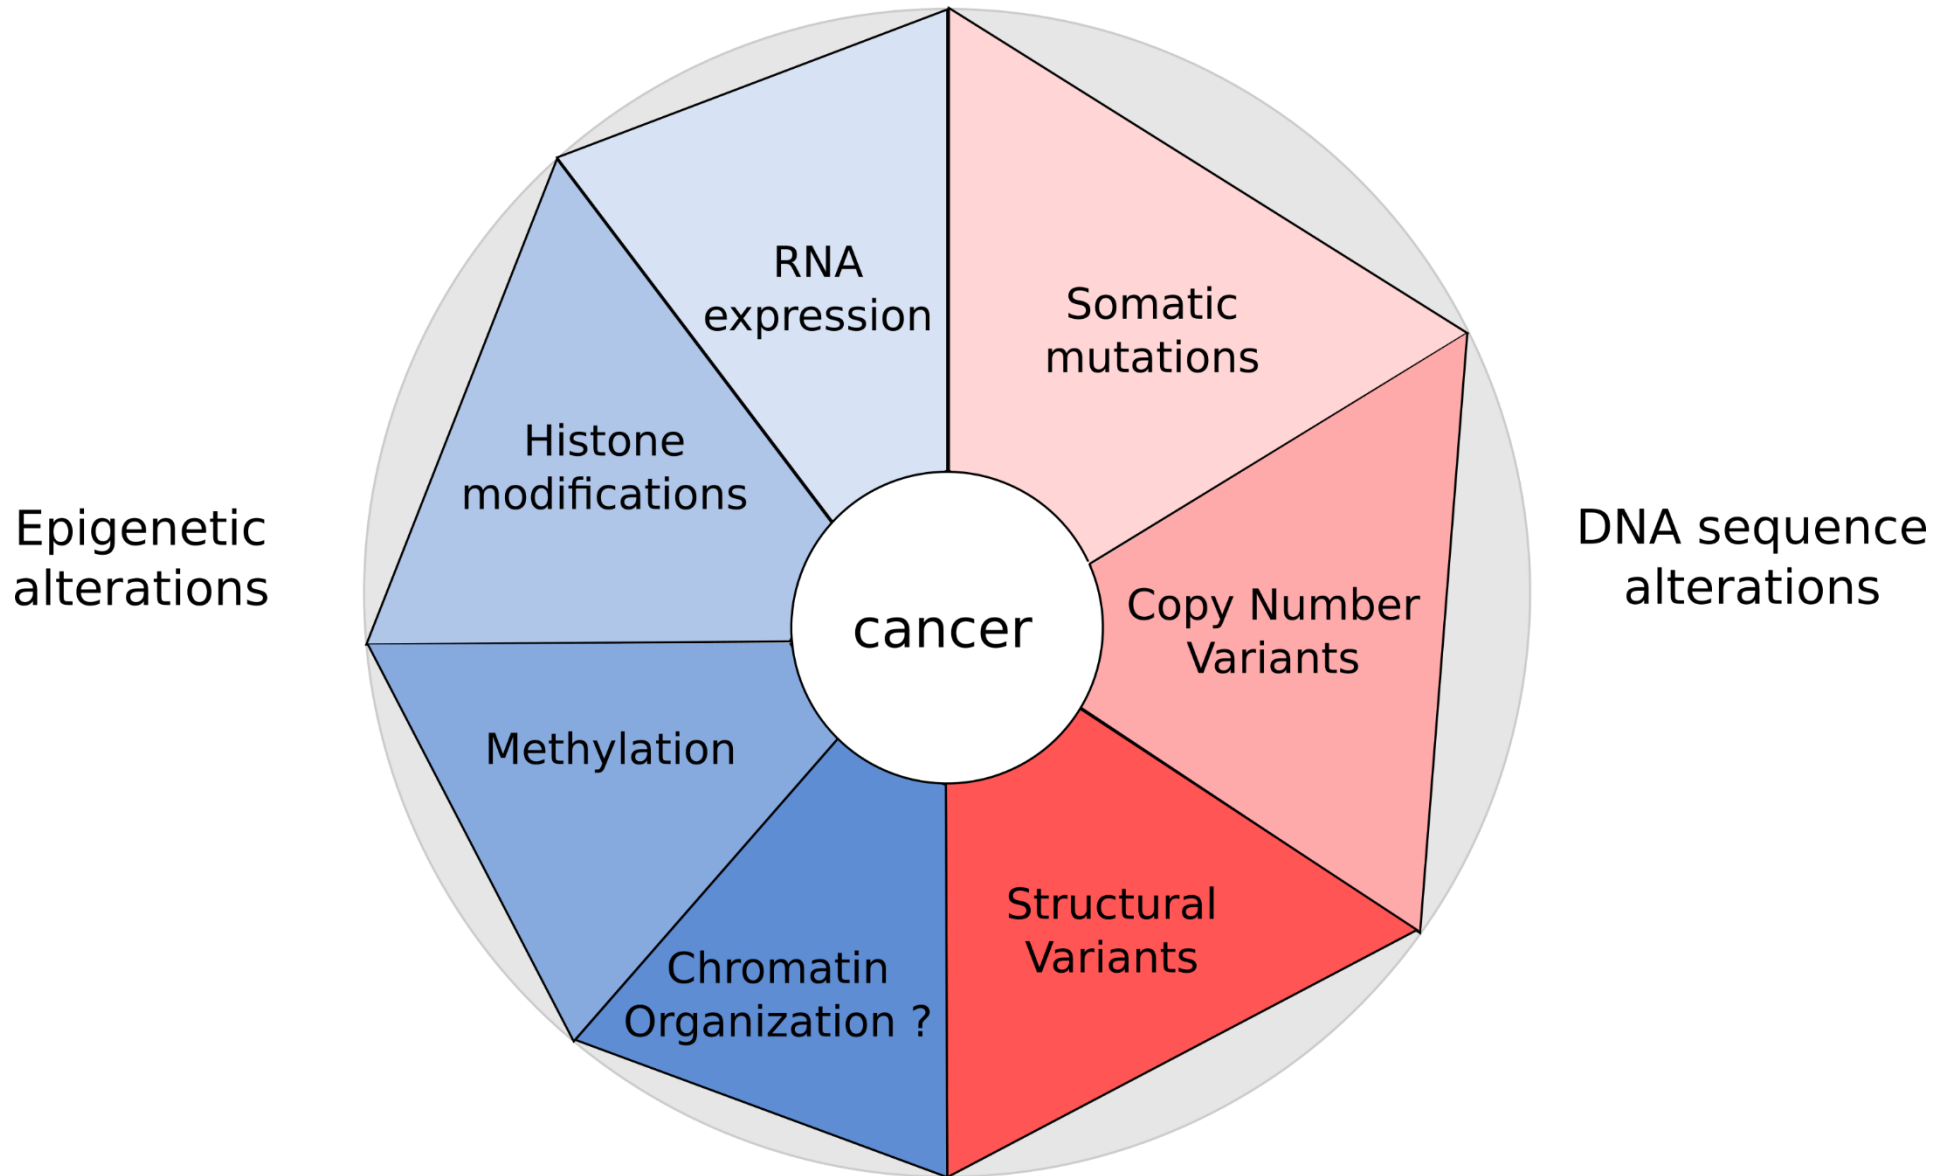 RNA
expression
Somatic
mutations
Histone
modifications
Epigenetic
alterations
DNA sequence
alterations
cancer
Copy Number
Variants
Methylation
Structural
Variants
Chromatin
Organization ?